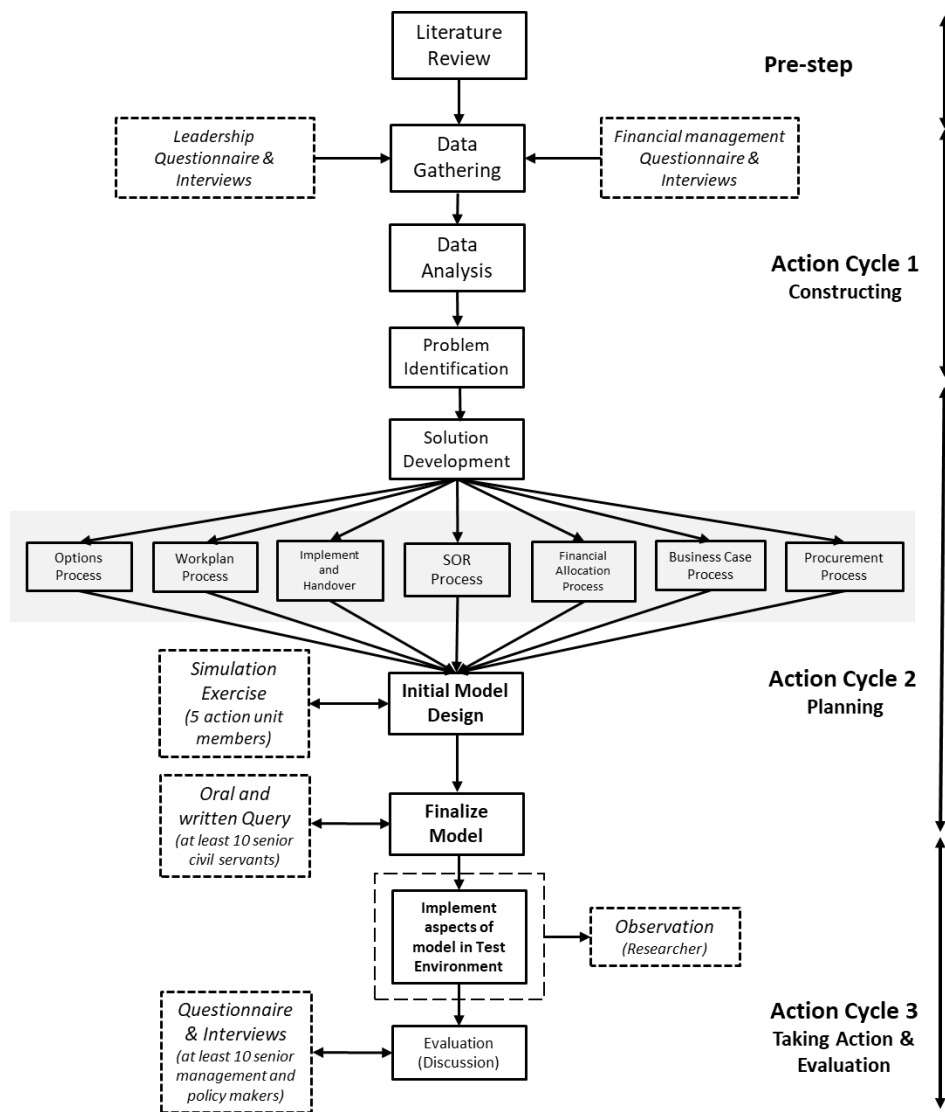 Literature
Review
Pre-step
Leadership
Questionnaire &
Interviews
Data
Gathering
Financial management
Questionnaire &
Interviews
Data
Analysis
Action Cycle 1
Constructing
Problem
Identification
Solution
Development
Options
Process
Workplan
Process
Implement
and
Handover
SOR
Process
Financial
Allocation
Process
Business Case
Process
Procurement
Process
Simulation
Exercise
(5 action unit
members)
Initial Model
Design
Action Cycle 2
Planning
Oral and
written Query
(at least 10 senior
civil servants)
Finalize
Model
Implement
aspects of
model in Test
Environment
Observation
(Researcher)
Questionnaire
& Interviews
(at least 10 senior
management and
policy makers)
Evaluation
(Discussion)
Action Cycle 3
Taking Action &
Evaluation